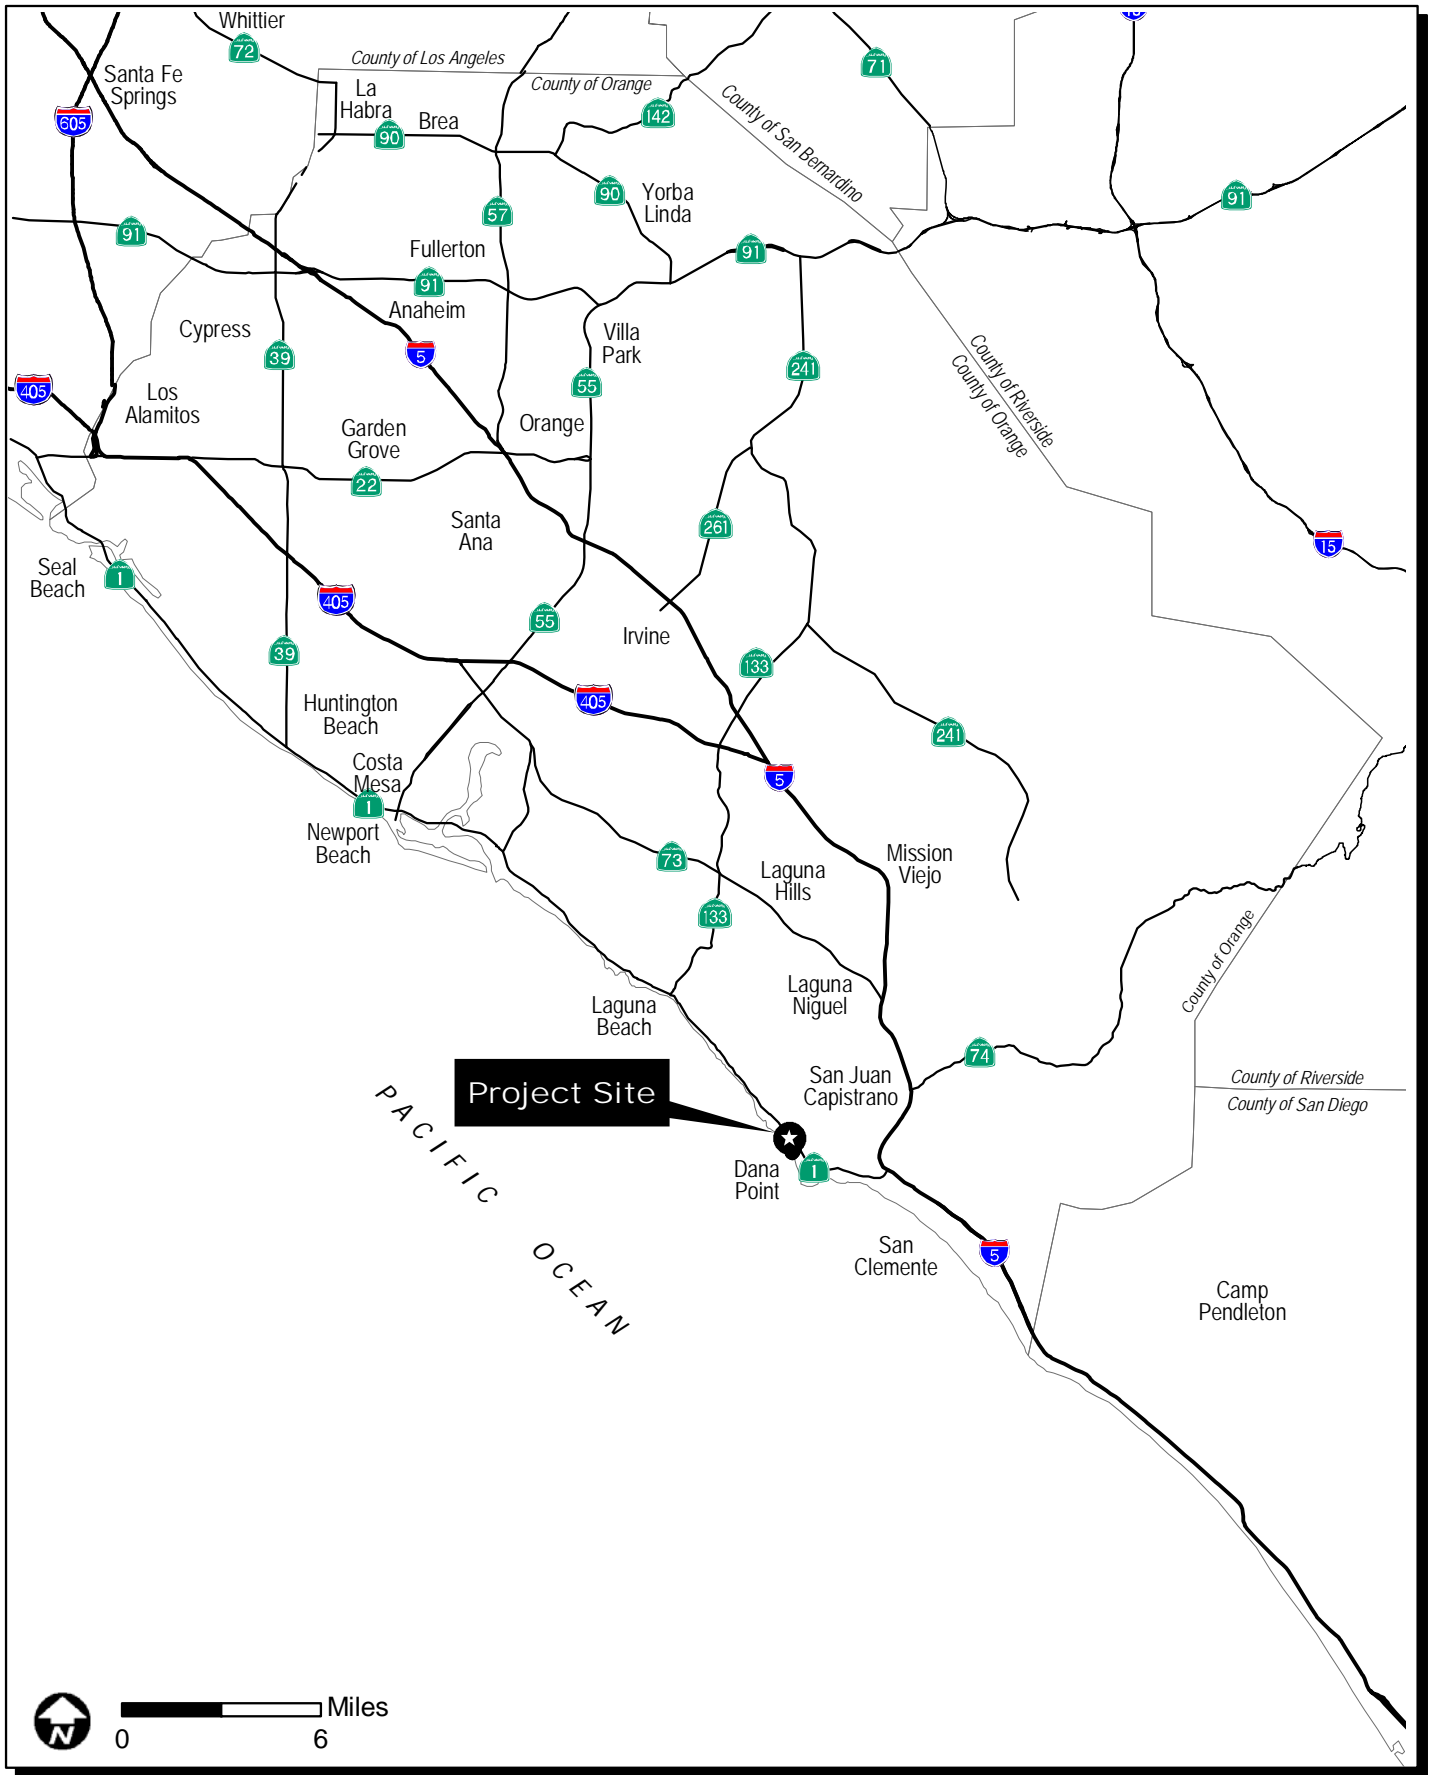 Whittier
72
Santa Fe
Springs
605
County of Los Angeles
County of Orange
La
Habra
90
Brea
142
71
County of San Bernardino
91
57
90
Yorba
Linda
91
91
Fullerton
91
Anaheim
Cypress
39
5
Villa
Park
241
County of Riverside
County of Orange
405
Los
Alamitos
55
Garden
Grove
Orange
22
Santa
Ana
261
15
Seal
Beach
1
405
55
Irvine
39
133
405
Huntington
Beach
241
Costa
Mesa
5
1
Newport
Beach
73
Laguna
Hills
Mission
Viejo
133
County of Orange
Laguna
Niguel
Laguna
Beach
74
San Juan
Capistrano
County of Riverside
County of San Diego
Project Site
PACIFIC
OCEAN
Dana
Point
1
San
Clemente
5
Camp
Pendleton
N
Miles
0
6